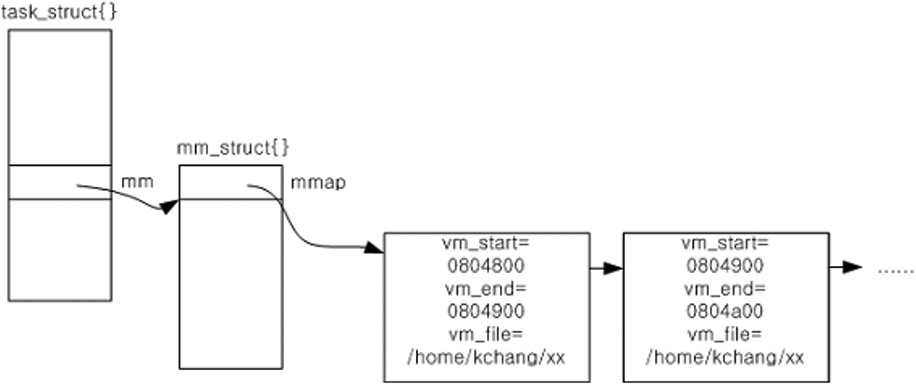 task_struct{}
mm_struct{}
mm
mmap
vm_start=
0804800
vm_end=
0804900
vm_file=
/home/kchang/xx
vm_start=
0804900
vm_end=
0804a00
vm_file=
/home/kchang/xx
......